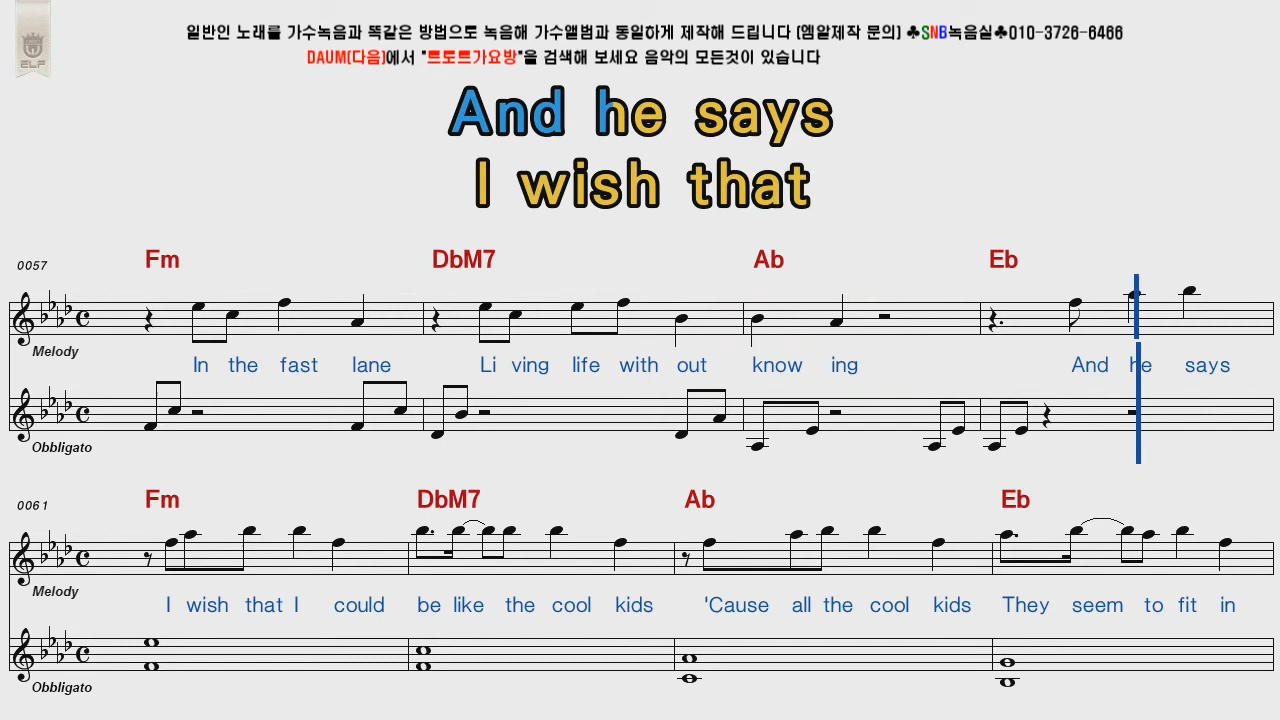 일반인 노래를 가수녹음과 똑같은 방법으로 녹음해 가수앨범과 동일하게 제작해 드립니다 (엠알제작 문의) ♣SNB녹음실♣010-3726-6466
DAUM(다음)에서 "트로트가요방"을 검색해 보세요 음악의 모든것이 있습니다
ELF
And he says
I wish that
0057 Fm DbM7 Ab Eb
Melody
In the fast lane Li ving life with out know ing And he says
Obbligato
0061 Fm DbM7 Ab Eb
Melody
I wish that I could be like the cool kids 'Cause all the cool kids They seem to fit in
Obbligato